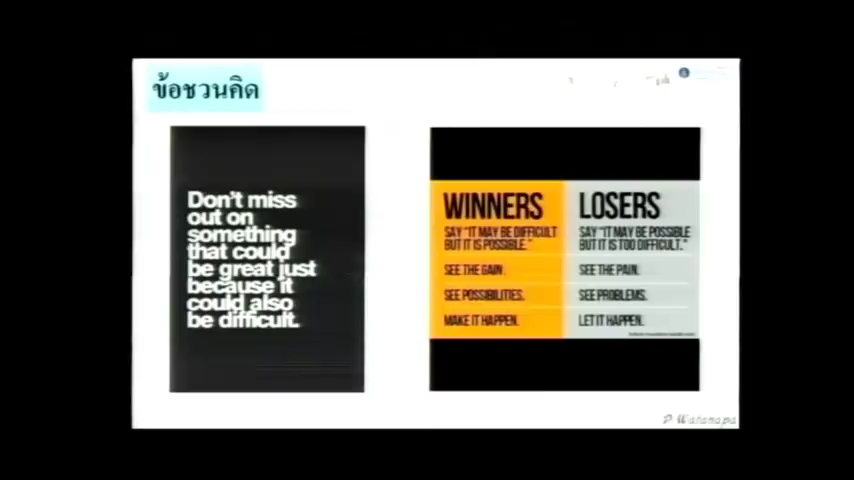 ข้อชวนคิด
Don't miss
out on
something
that could
be great just
because it
could also
be difficult.
WINNERS
SAY "IT MAY BE DIFFICULT
BUT IT IS POSSIBLE."
SEE THE GAIN.
SEE POSSIBILITIES.
MAKE IT HAPPEN.
LOSERS
SAY "IT MAY BE POSSIBLE
BUT IT IS TOO DIFFICULT."
SEE THE PAIN.
SEE PROBLEMS.
LET IT HAPPEN.
P Watanapa